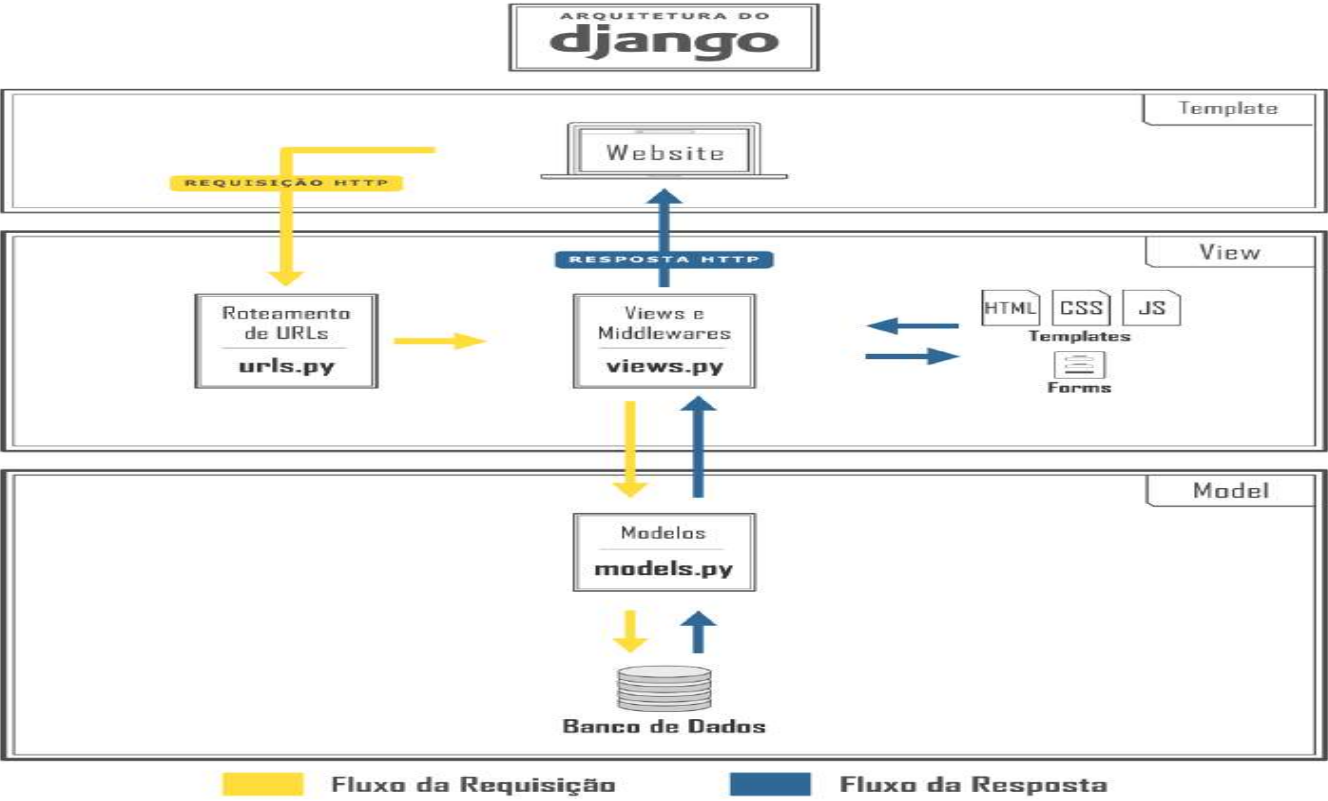 ARQUITETURA DO
django
Template
Website
REQUISIÇÃO HTTP
RESPOSTA HTTP
View
Roteamento
de URLs
urls.py
Views e
Middlewares
views.py
HTML CSS JS
Templates
Forms
Model
Modelos
models.py
Banco de Dados
Fluxo da Requisição
Fluxo da Resposta